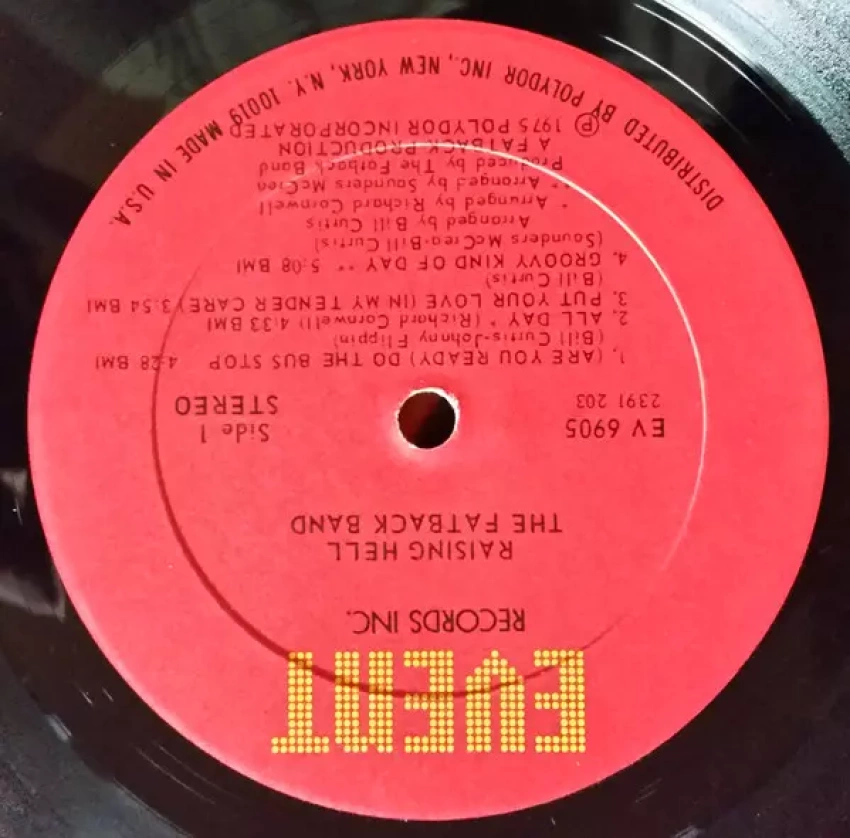 EVENT
RECORDS INC.
RAISING HELL
THE FATBACK BAND
EV 6905
2391 203
Side 1
STEREO
1. (ARE YOU READY) DO THE BUS STOP 4:28 BMI
(Bill Curtis-Johnny Flippin)
2. ALL DAY * (Richard Cornwell) 4:33 BMI
3. PUT YOUR LOVE (IN MY TENDER CARE) 3:54 BMI
(Bill Curtis)
4. GROOVY KIND OF DAY ** 5:08 BMI
(Saunders McCrea-Bill Curtis)
Arranged by Bill Curtis
* Arranged by Richard Cornwell
** Arranged by Saunders McCrea
Produced by The Fatback Band
A FATBACK PRODUCTION
Ⓟ 1975 POLYDOR INCORPORATED
DISTRIBUTED BY POLYDOR INC., NEW YORK, N.Y. 10019 MADE IN U.S.A.